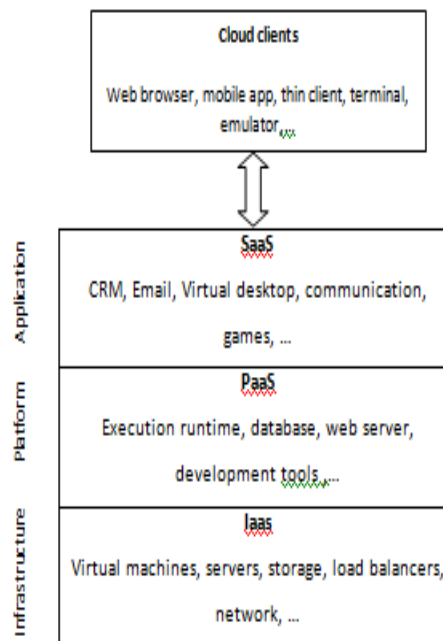 Cloud clients
Web browser, mobile app, thin client, terminal,
emulator,...
Application
SaaS
CRM, Email, Virtual desktop, communication,
games, ...
Platform
PaaS
Execution runtime, database, web server,
development tools ,...
Infrastructure
Iaas
Virtual machines, servers, storage, load balancers,
network, ...